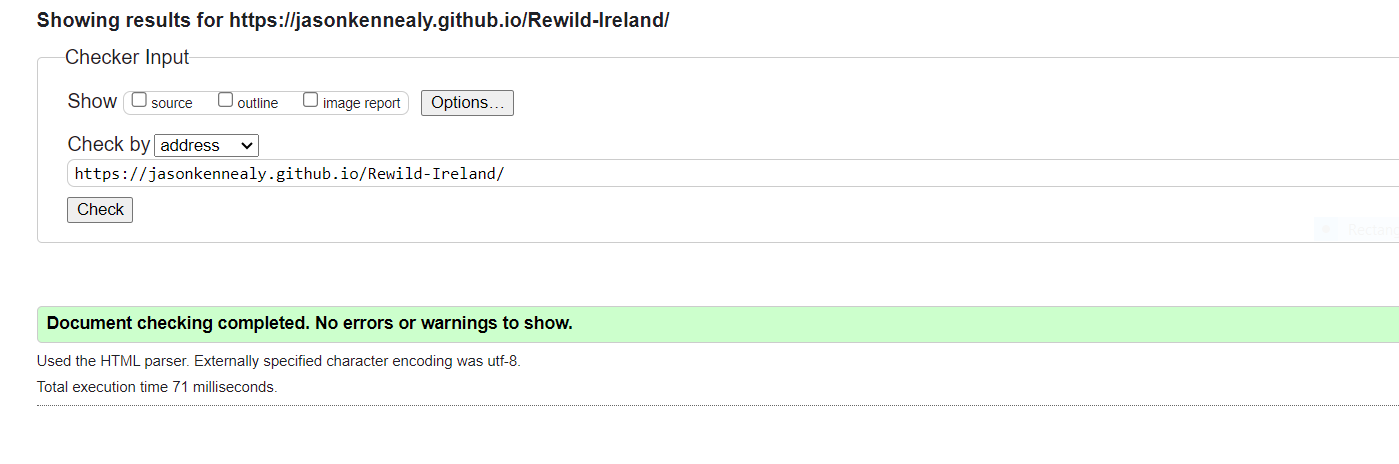 Showing results for https://jasonkennealy.github.io/Rewild-Ireland/
Checker Input
Show source outline image report Options...
Check by address
https://jasonkennealy.github.io/Rewild-Ireland/
Check
Document checking completed. No errors or warnings to show.
Used the HTML parser. Externally specified character encoding was utf-8.
Total execution time 71 milliseconds.